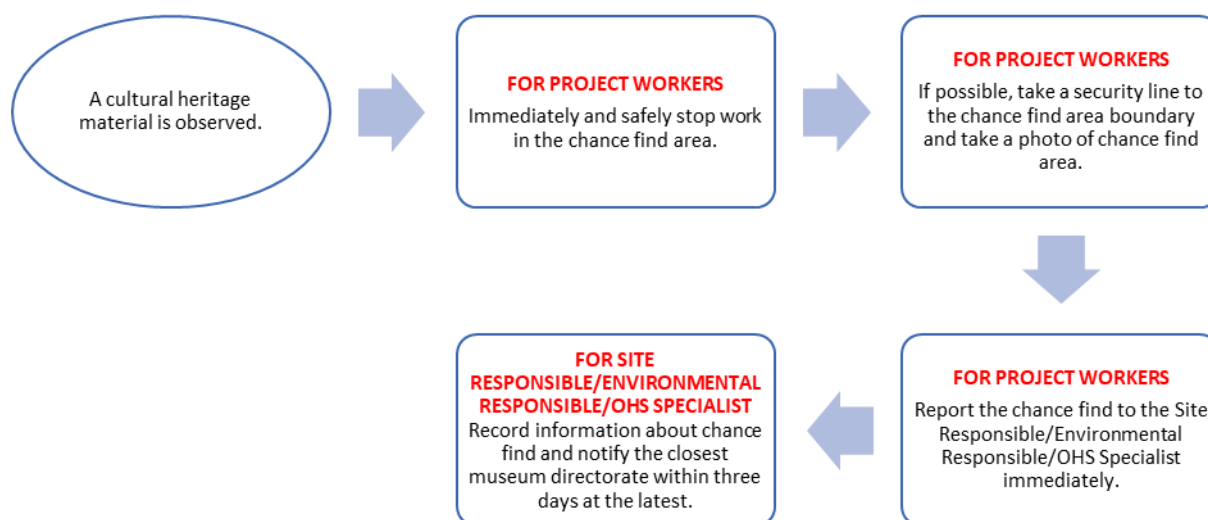 A cultural heritage
material is observed.
FOR PROJECT WORKERS
Immediately and safely stop work
in the chance find area.
FOR PROJECT WORKERS
If possible, take a security line to
the chance find area boundary
and take a photo of chance find
area.
FOR PROJECT WORKERS
Report the chance find to the Site
Responsible/Environmental
Responsible/OHS Specialist
immediately.
FOR SITE
RESPONSIBLE/ENVIRONMENTAL
RESPONSIBLE/OHS SPECIALIST
Record information about chance
find and notify the closest
museum directorate within three
days at the latest.